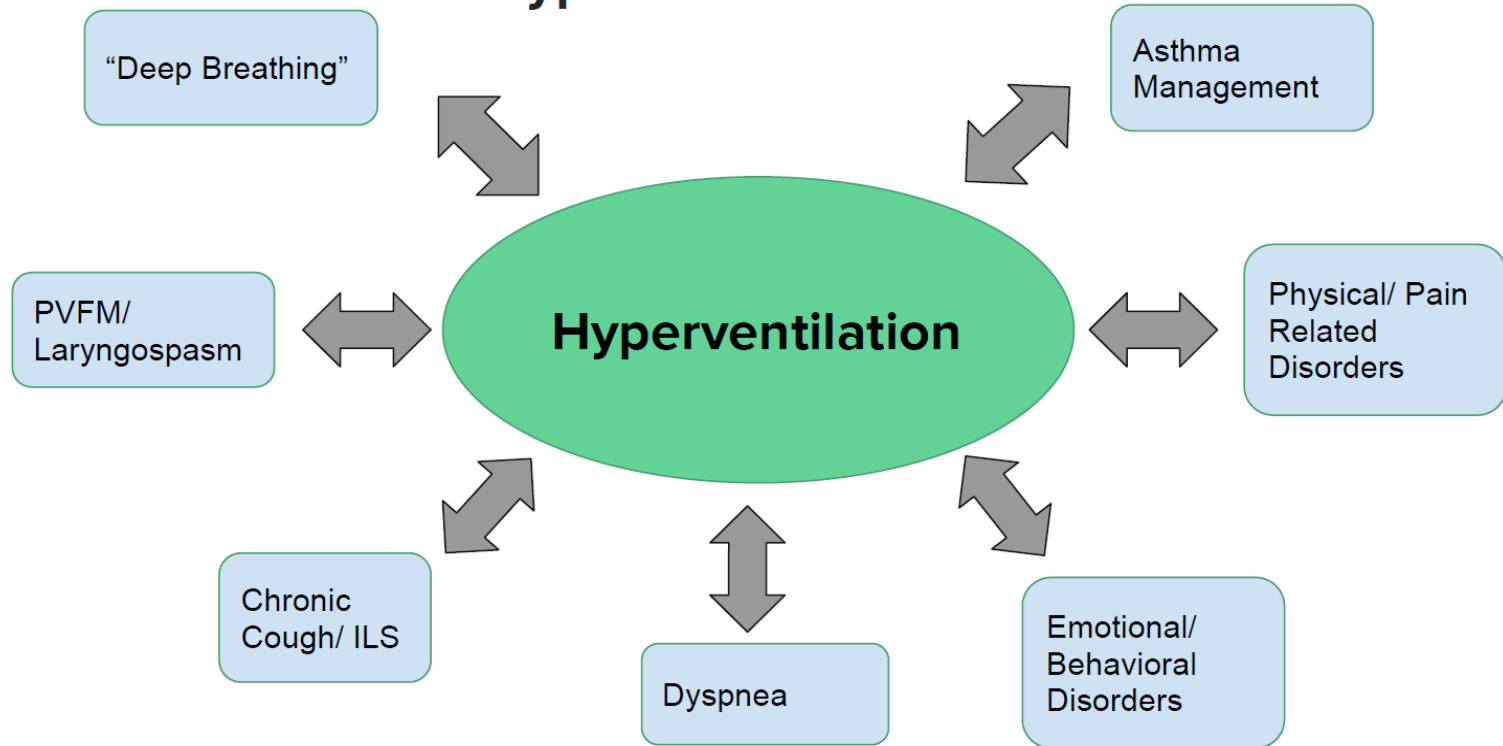 “Deep Breathing”
Asthma
Management
PVFM/
Laryngospasm
Hyperventilation
Physical/ Pain
Related
Disorders
Chronic
Cough/ ILS
Dyspnea
Emotional/
Behavioral
Disorders